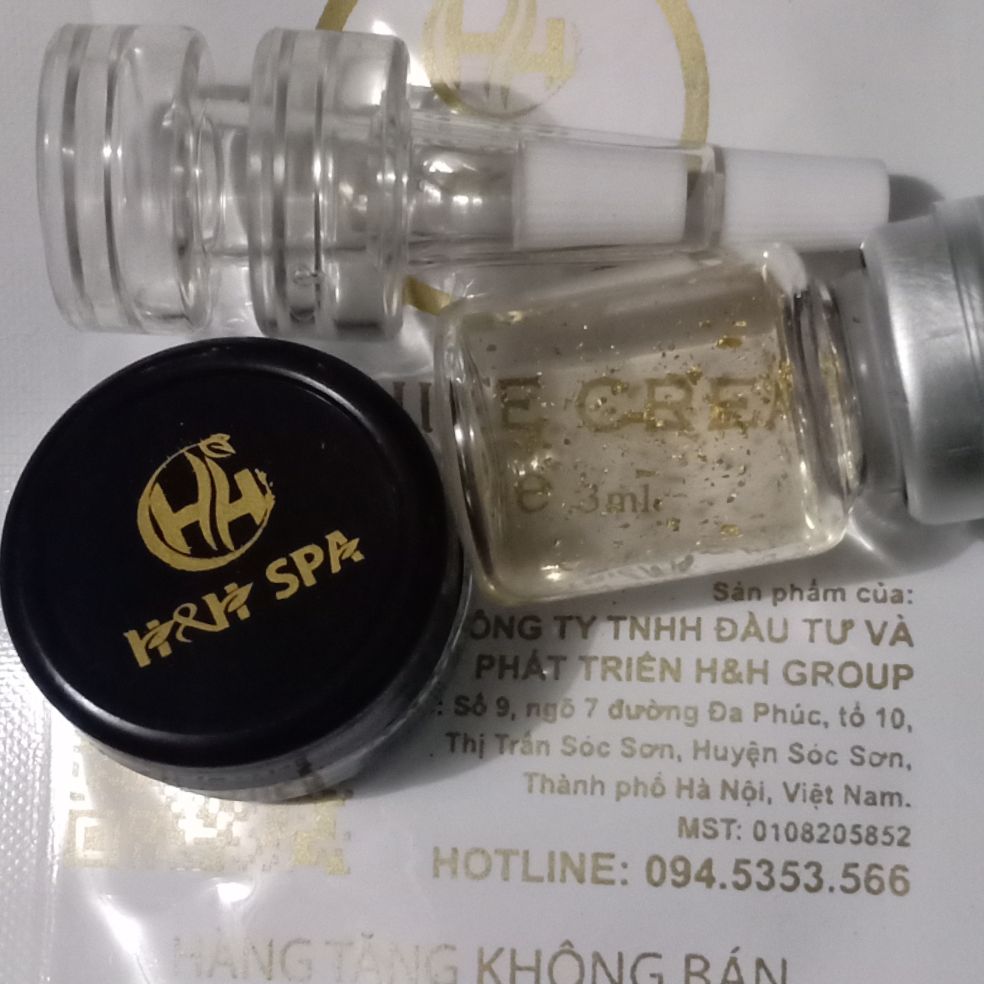 HH
HH
H&H SPA
CREA
e 3ml
Sản phẩm của:
ÔNG TY TNHH ĐẦU TƯ VÀ
PHÁT TRIỂN H&H GROUP
: Số 9, ngõ 7 đường Đa Phúc, tổ 10,
Thị Trấn Sóc Sơn, Huyện Sóc Sơn,
Thành phố Hà Nội, Việt Nam.
MST: 0108205852
HOTLINE: 094.5353.566
HÀNG TẶNG KHÔNG BÁN